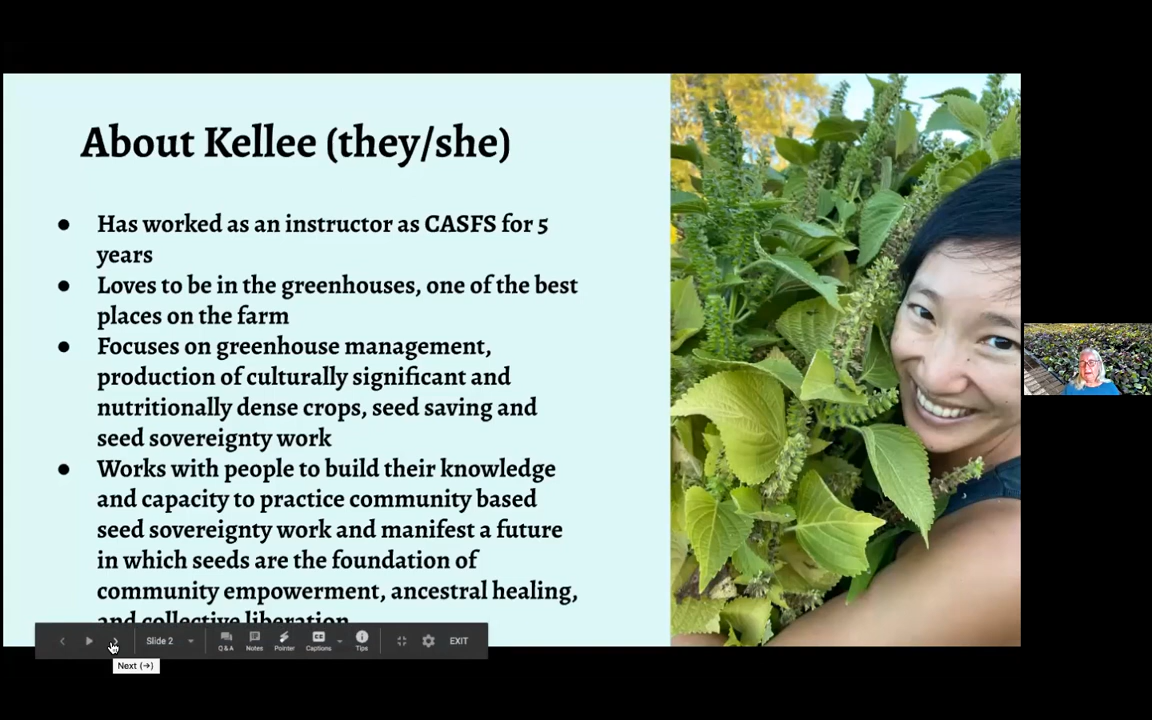 About Kellee (they/she)
● Has worked as an instructor as CASFS for 5
years
● Loves to be in the greenhouses, one of the best
places on the farm
● Focuses on greenhouse management,
production of culturally significant and
nutritionally dense crops, seed saving and
seed sovereignty work
● Works with people to build their knowledge
and capacity to practice community based
seed sovereignty work and manifest a future
in which seeds are the foundation of
community empowerment, ancestral healing,
and collective liberation
Slide 2
Q&A Notes Pointer Captions Tips EXIT
CC
Next (→)